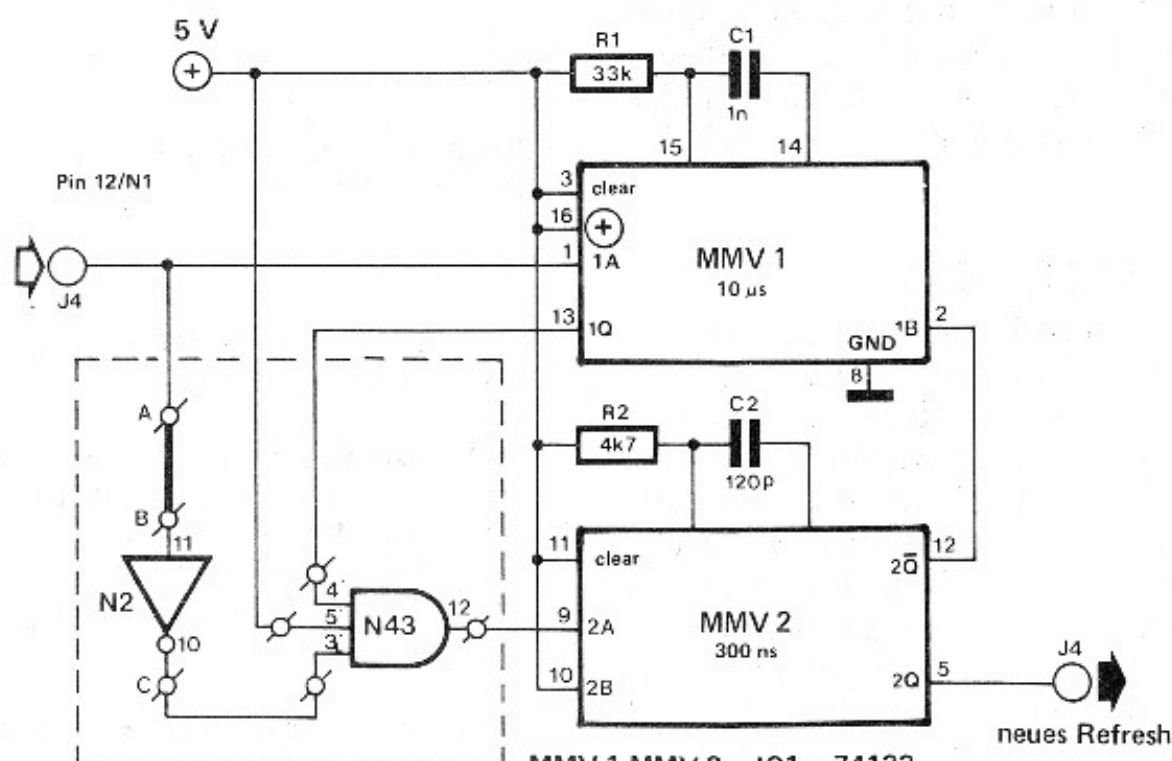 5 V
+
R1
33k
C1
1n
15
14
Pin 12/N1
3
clear
16
+
1
1A
MMV 1
10 µs
J4
13
1Q
1B
2
GND
8
A
R2
4k7
C2
120p
B
11
11
clear
2Q̅
12
N2
4
5
3
N43
12
9
2A
MMV 2
300 ns
10
C
10
2B
2Q
5
J4
neues Refresh